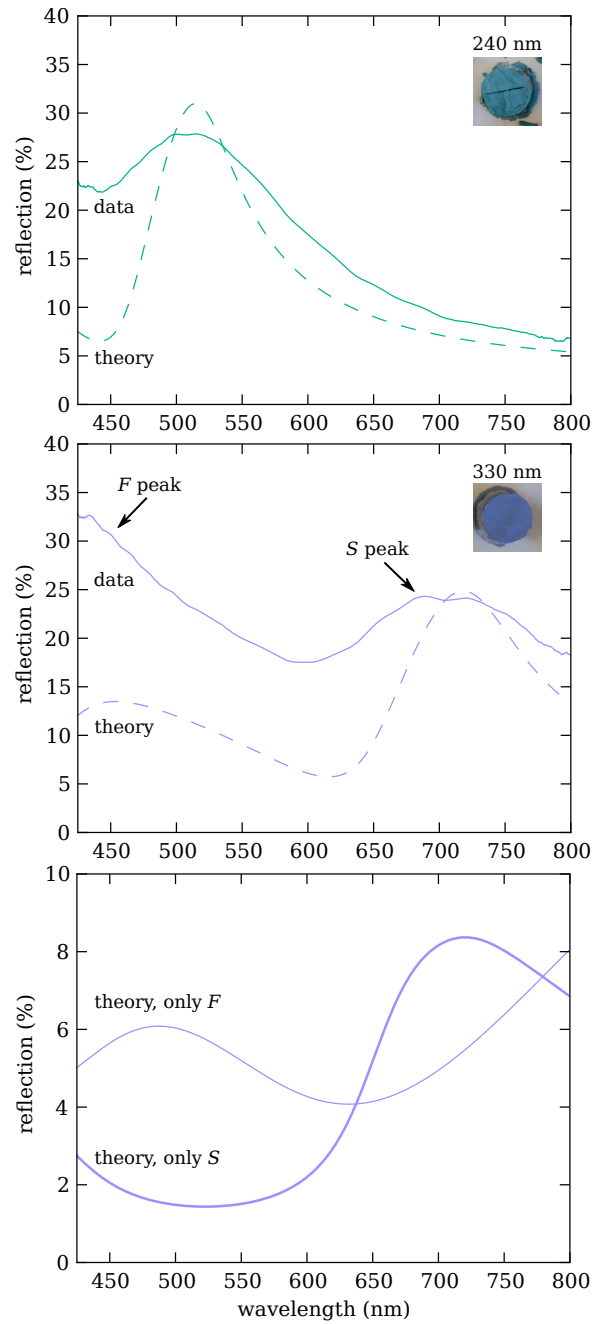 240 nm
40
35
30
25
20
15
10
5
0
reflection (%)
data
theory
450 500 550 600 650 700 750 800
330 nm
40
35
30
25
20
15
10
5
0
reflection (%)
F peak
S peak
data
theory
450 500 550 600 650 700 750 800
10
8
6
4
2
0
reflection (%)
theory, only F
theory, only S
450 500 550 600 650 700 750 800
wavelength (nm)